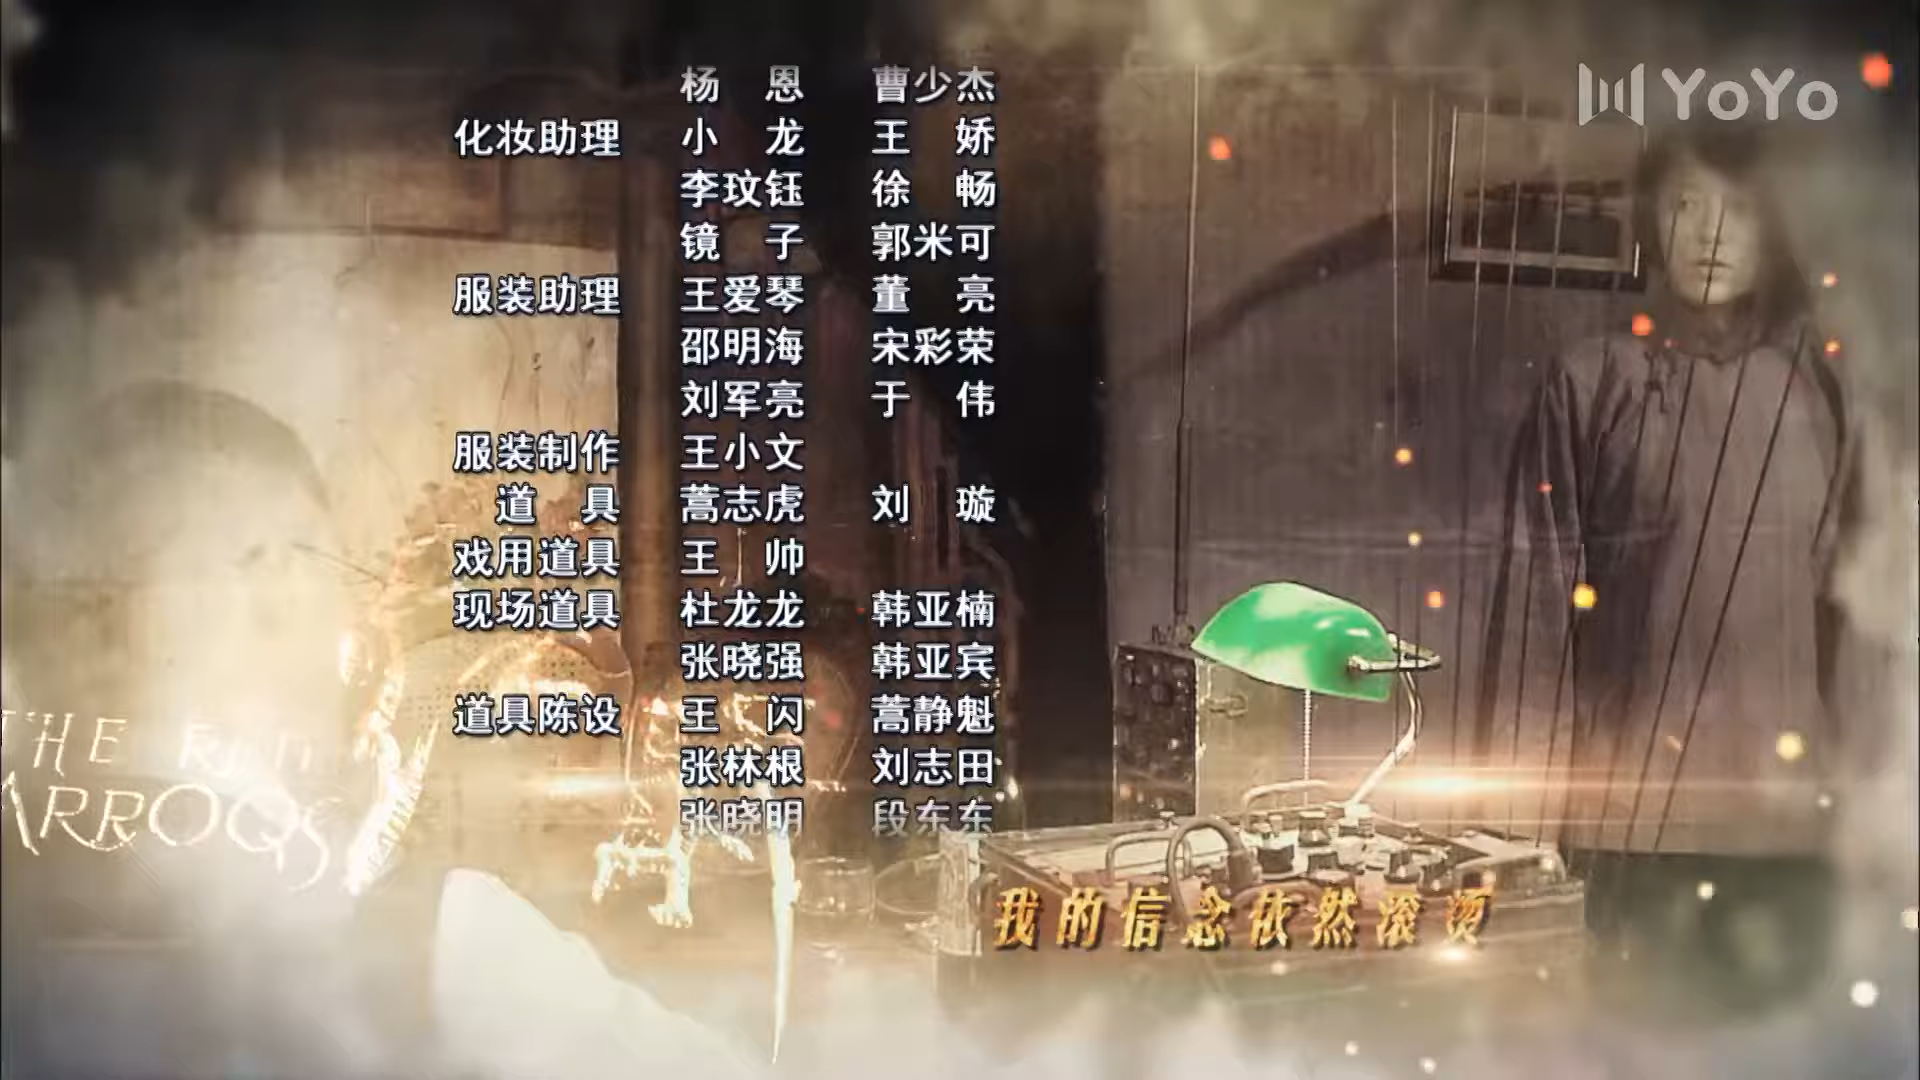 YoYo
杨 恩 曹少杰
化妆助理 小 龙 王 娇
李玟钰 徐 畅
镜 子 郭米可
服装助理 王爱琴 董 亮
邵明海 宋彩荣
刘军亮 于 伟
服装制作 王小文
道 具 蒿志虎 刘 璇
戏用道具 王 帅
现场道具 杜龙龙 韩亚楠
张晓强 韩亚宾
道具陈设 王 闪 蒿静魁
张林根 刘志田
张晓明 段东东
THE
ARROQS
我的信念依然滚烫